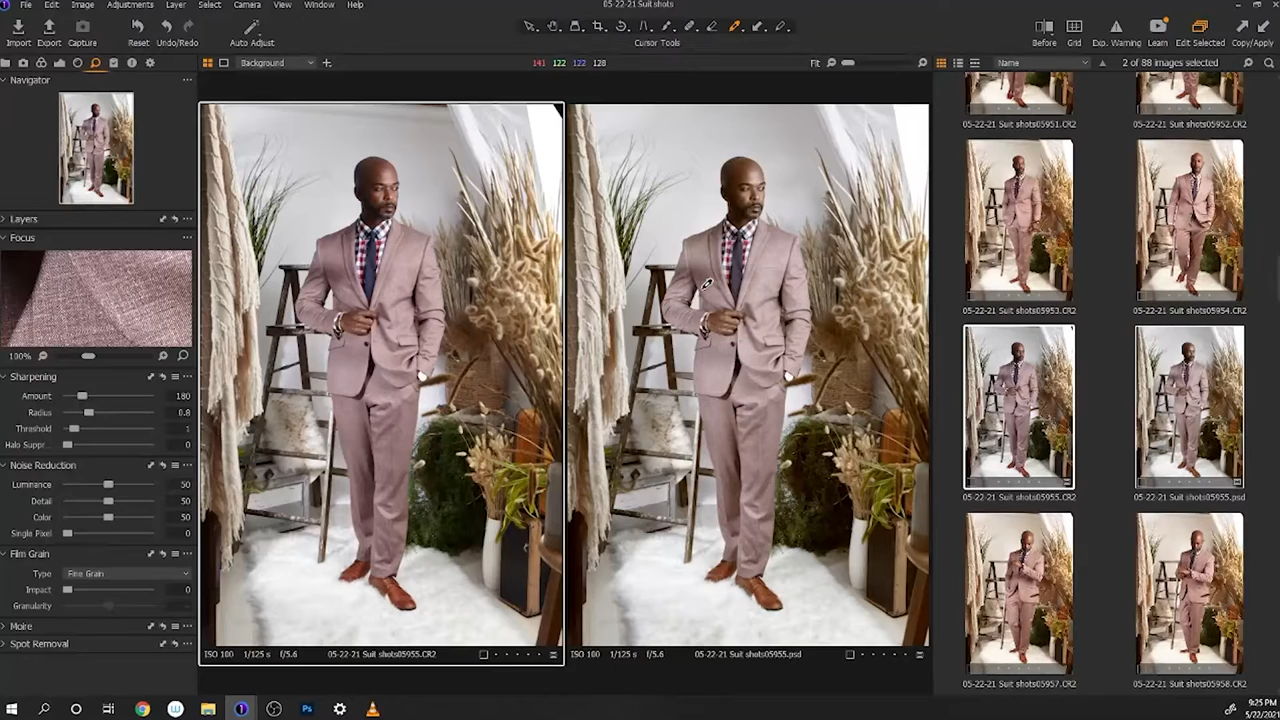 05-22-21 Suit shots
File Edit Image Adjustments Layer Select Camera View Window Help
Import Export Capture Reset Undo/Redo Auto Adjust Cursor Tools Before Grid Exp. Warning Learn Edit Selected Copy/Apply
Background 141 122 122 128 Fit Name 2 of 88 images selected
Navigator
05-22-21 Suit shots05951.CR2 05-22-21 Suit shots05952.CR2
Layers
Focus
05-22-21 Suit shots05953.CR2 05-22-21 Suit shots05954.CR2
100%
Sharpening
Amount 180
Radius 0.8
Threshold 1
Halo Suppr... 0
Noise Reduction
Luminance 50
Detail 50
05-22-21 Suit shots05955.CR2 05-22-21 Suit shots05955.psd
Color 50
Single Pixel 0
Film Grain
Type Fine Grain
Impact 0
Granularity
Moire
Spot Removal
ISO 100 1/125 s f/5.6 05-22-21 Suit shots05955.CR2
ISO 100 1/125 s f/5.6 05-22-21 Suit shots05955.psd
05-22-21 Suit shots05957.CR2 05-22-21 Suit shots05958.CR2
Ps
9:25 PM
5/22/2021